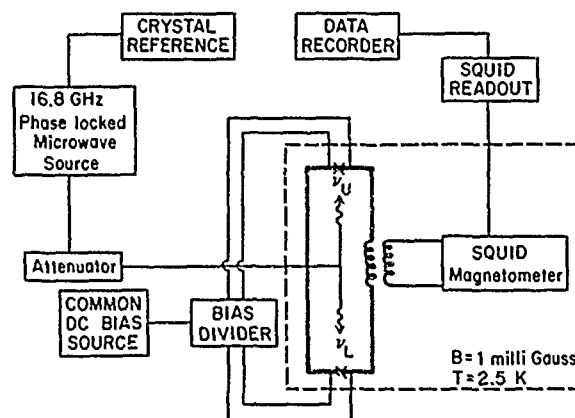 CRYSTAL
REFERENCE
DATA
RECORDER
SQUID
READOUT
16.8 GHz
Phase locked
Microwave
Source
νU
Attenuator
SQUID
Magnetometer
COMMON
DC BIAS
SOURCE
BIAS
DIVIDER
νL
B = 1 milli Gauss
T = 2.5 K